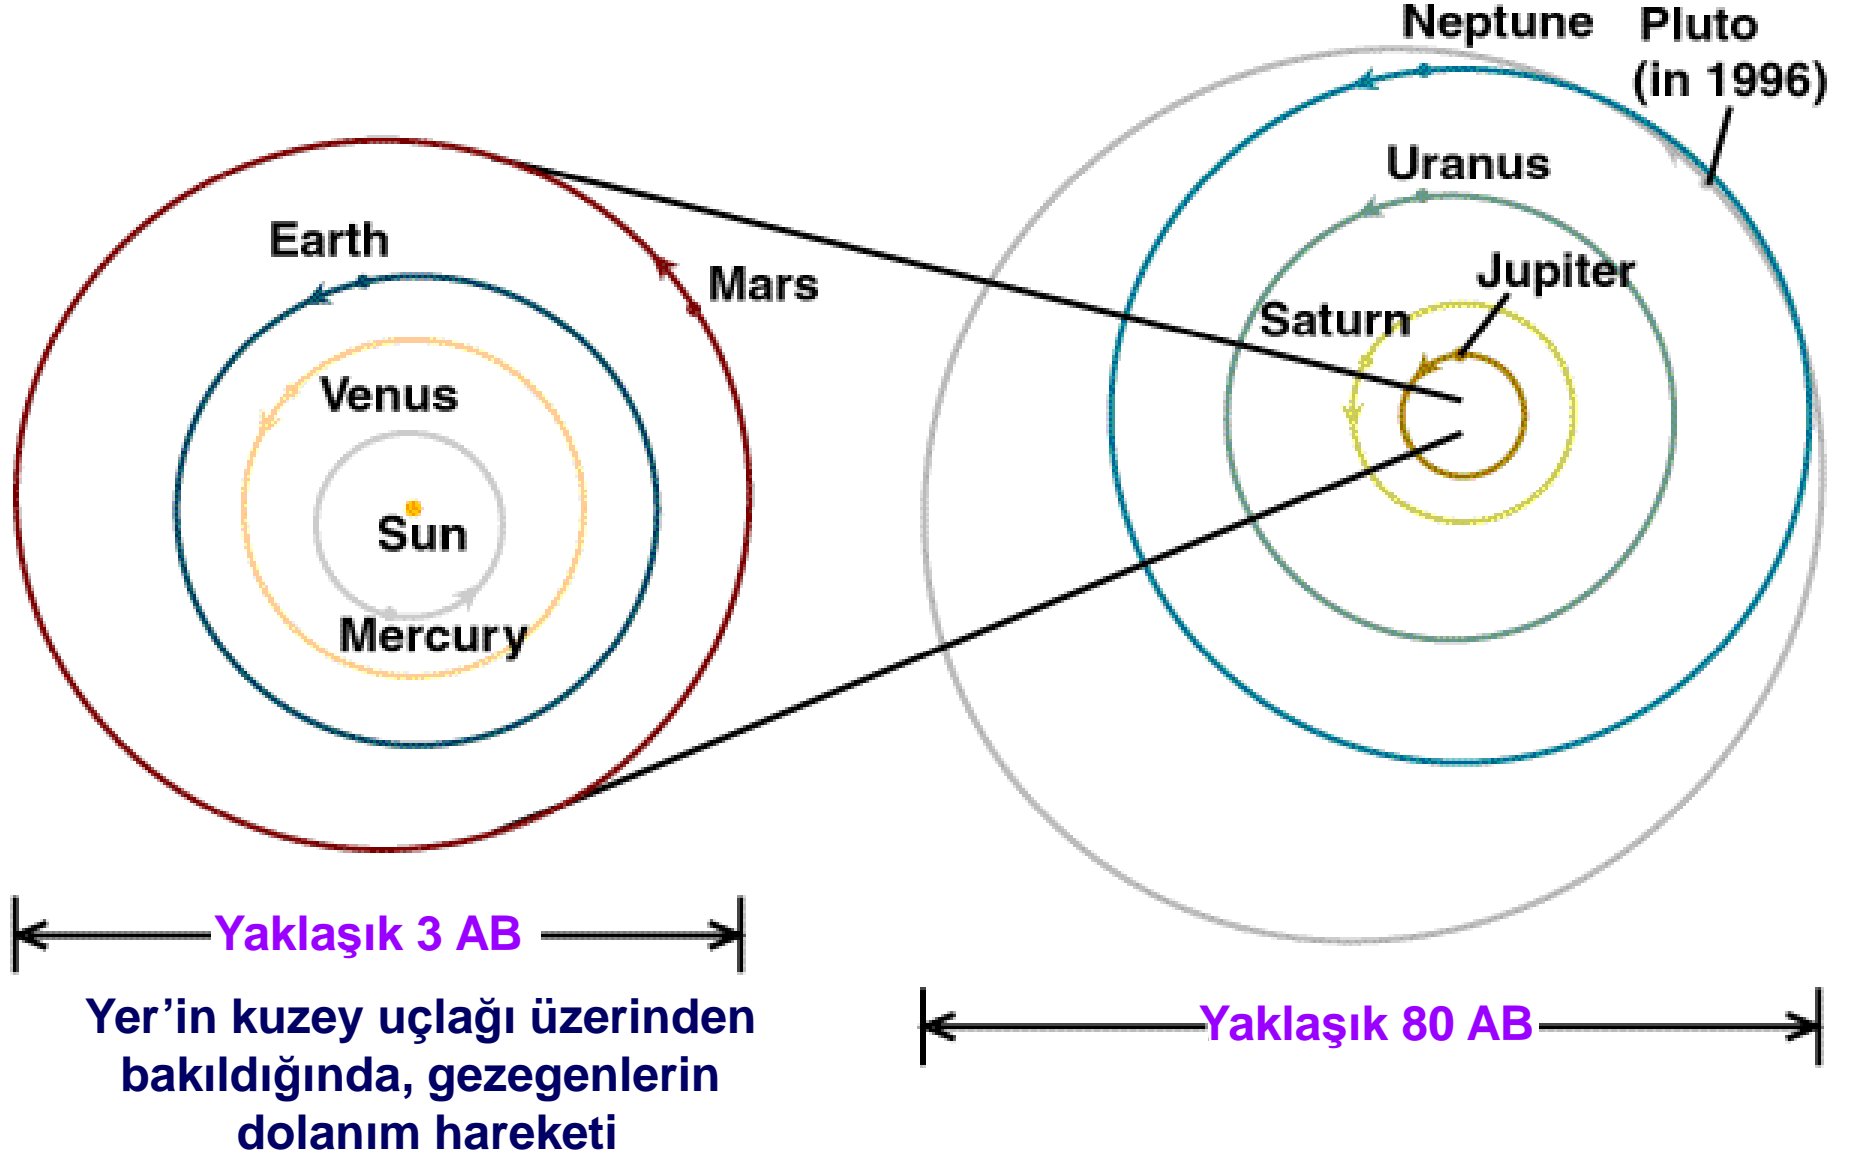 Neptune
Pluto
(in 1996)
Uranus
Earth
Mars
Jupiter
Saturn
Venus
Sun
Mercury
Yaklaşık 3 AB
Yer’in kuzey uçlağı üzerinden
bakıldığında, gezegenlerin
dolanım hareketi
Yaklaşık 80 AB